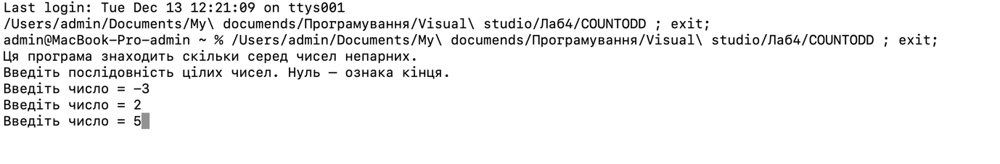 Last login: Tue Dec 13 12:21:09 on ttys001
/Users/admin/Documents/My\ documends/Програмування/Visual\ studio/Лаб4/COUNTODD ; exit;
admin@MacBook-Pro-admin ~ % /Users/admin/Documents/My\ documends/Програмування/Visual\ studio/Лаб4/COUNTODD ; exit;
Ця програма знаходить скільки серед чисел непарних.
Введіть послідовність цілих чисел. Нуль – ознака кінця.
Введіть число = -3
Введіть число = 2
Введіть число = 5